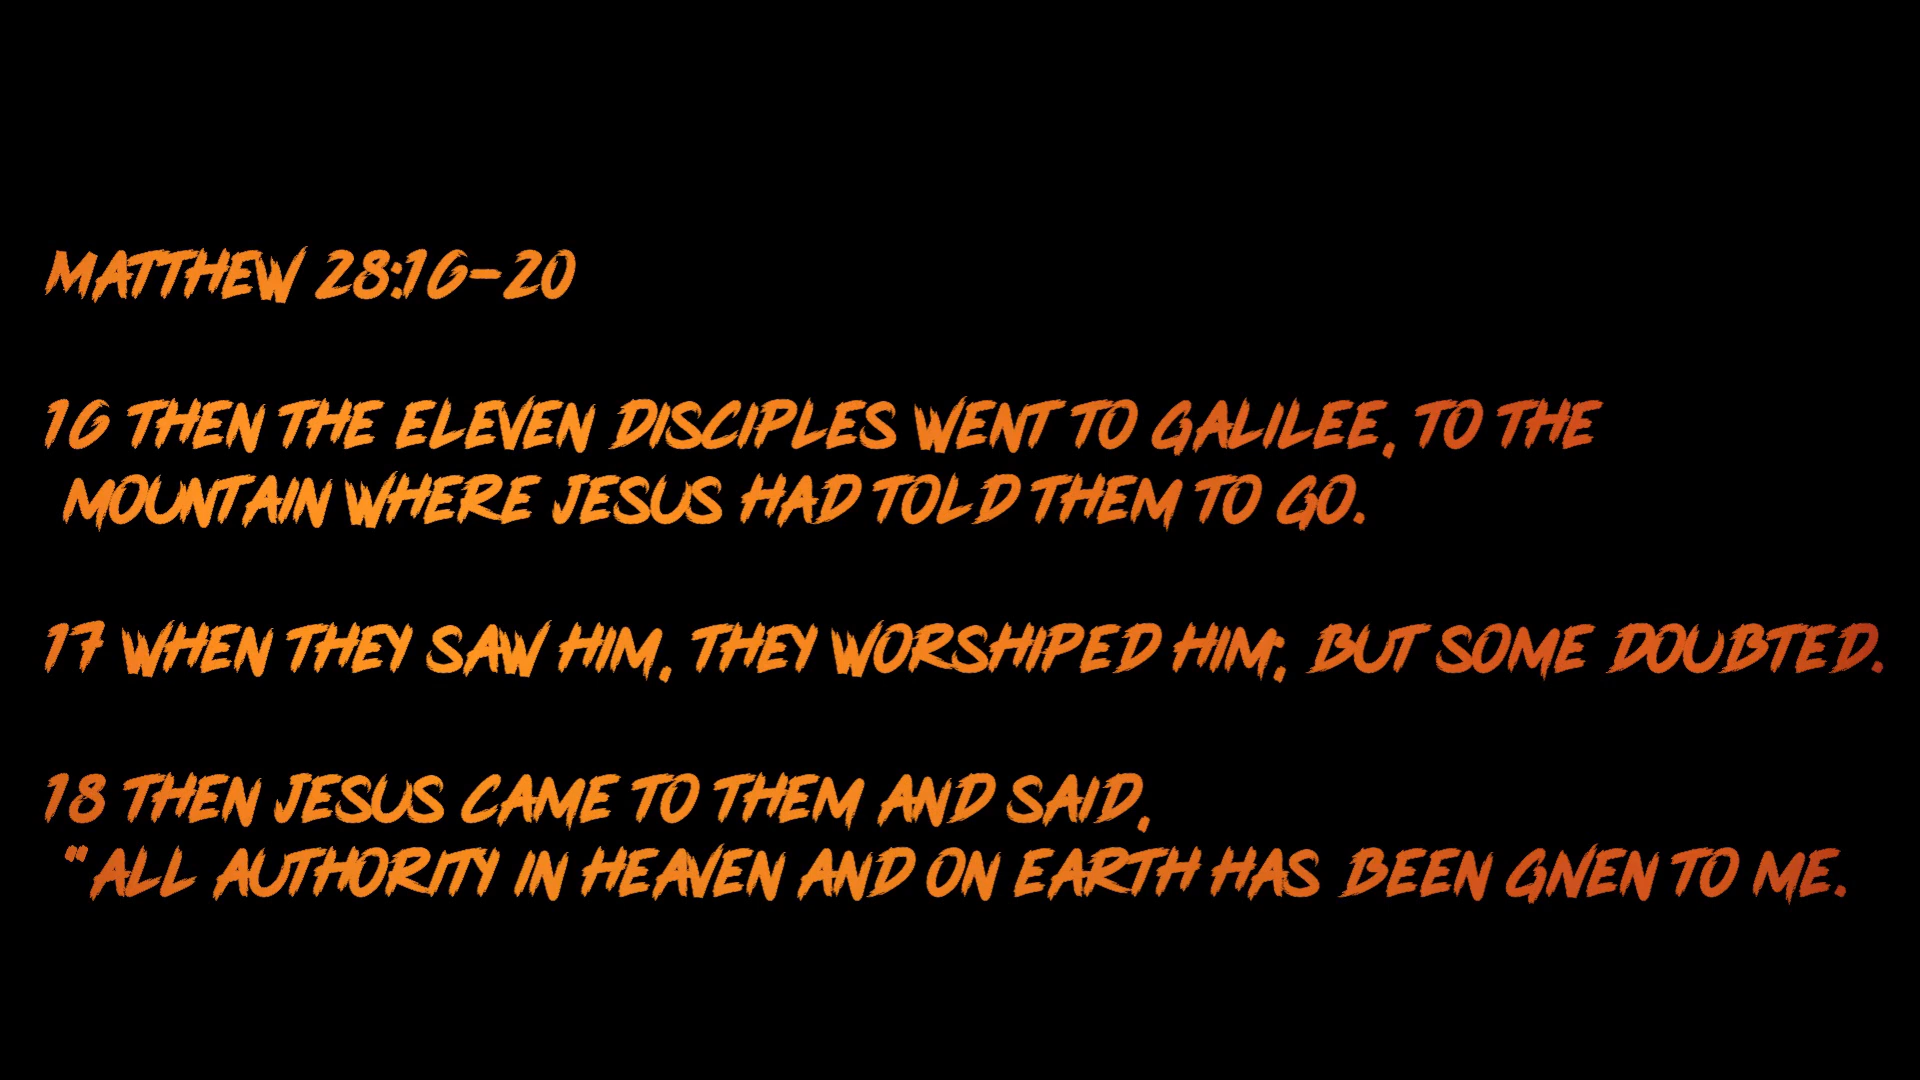 MATTHEW 28:16-20
16 THEN THE ELEVEN DISCIPLES WENT TO GALILEE, TO THE
MOUNTAIN WHERE JESUS HAD TOLD THEM TO GO.
17 WHEN THEY SAW HIM, THEY WORSHIPED HIM; BUT SOME DOUBTED.
18 THEN JESUS CAME TO THEM AND SAID,
"ALL AUTHORITY IN HEAVEN AND ON EARTH HAS BEEN GIVEN TO ME.